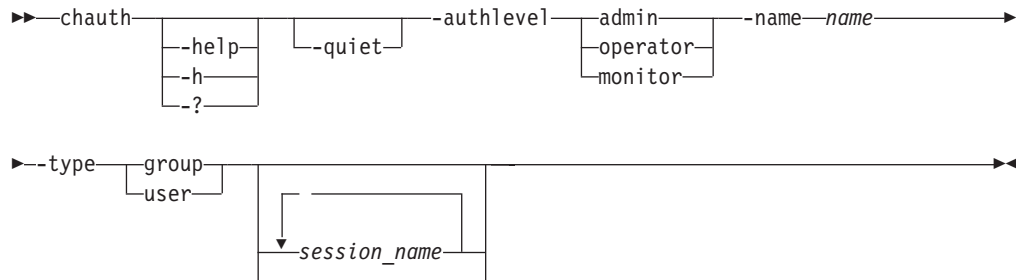 chauth -authlevel admin -name name
-help -quiet operator
-h monitor
-?
-type group
user
session_name